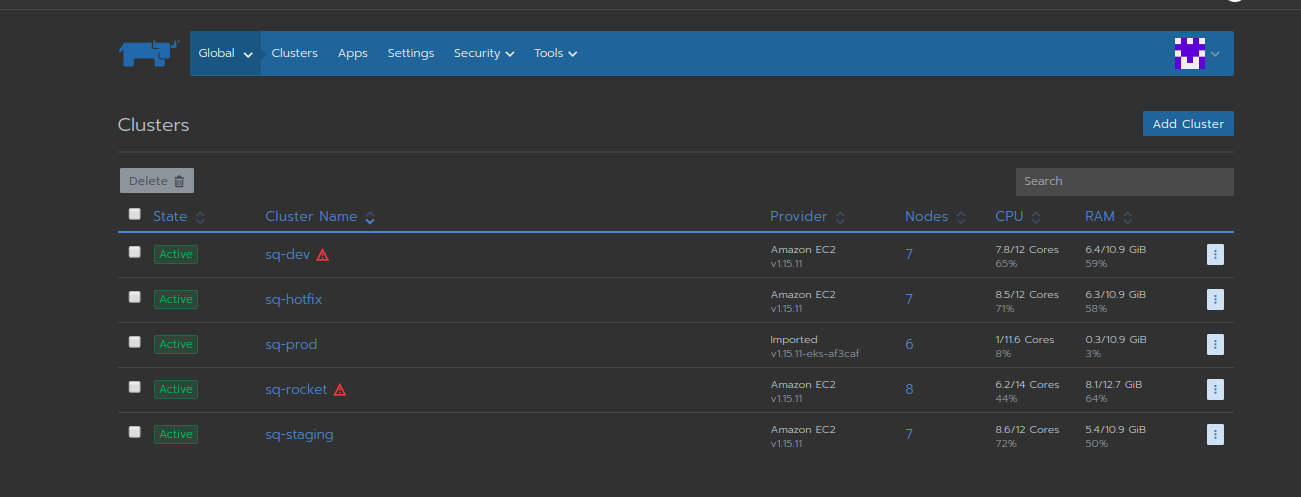 Global Clusters Apps Settings Security Tools
Clusters
Add Cluster
Delete
Search
State Cluster Name Provider Nodes CPU RAM
Active sq-dev Amazon EC2 7 7.8/12 Cores 6.4/10.9 GiB
v1.15.11 65% 59%
Active sq-hotfix Amazon EC2 7 8.5/12 Cores 6.3/10.9 GiB
v1.15.11 71% 58%
Active sq-prod Imported 6 1/11.6 Cores 0.3/10.9 GiB
v1.15.11-eks-af3caf 8% 3%
Active sq-rocket Amazon EC2 8 6.2/14 Cores 8.1/12.7 GiB
v1.15.11 44% 64%
Active sq-staging Amazon EC2 7 8.6/12 Cores 5.4/10.9 GiB
v1.15.11 72% 50%